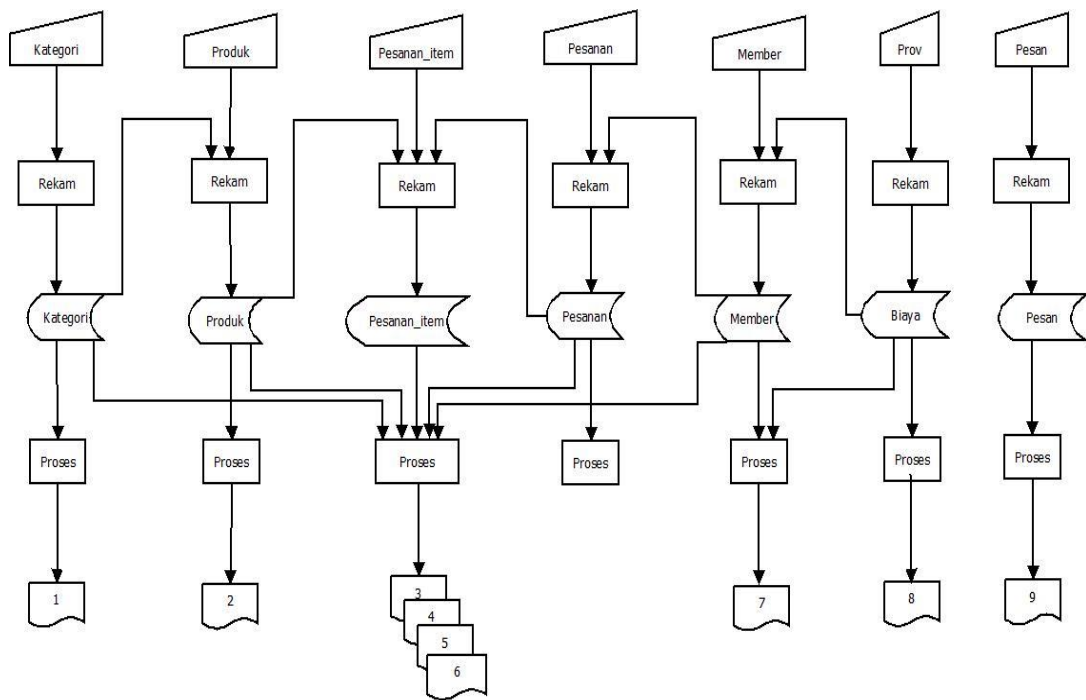 Kategori
Produk
Pesanan_item
Pesanan
Member
Prov
Pesan
Rekam
Rekam
Rekam
Rekam
Rekam
Rekam
Rekam
Kategori
Produk
Pesanan_item
Pesanan
Member
Biaya
Pesan
Proses
Proses
Proses
Proses
Proses
Proses
Proses
1
2
3
4
5
6
7
8
9